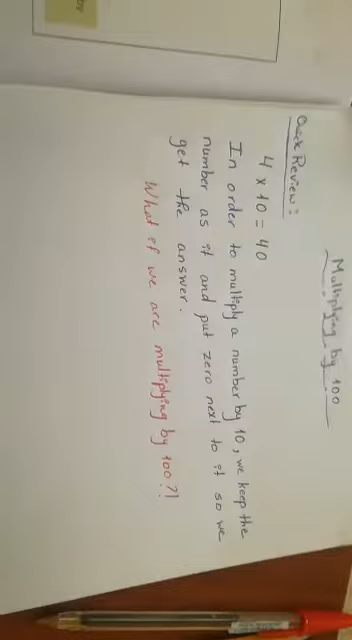 Multiplying by 100
Quick Review:
4 x 10 = 40
In order to multiply a number by 10, we keep the
number as it and put zero next to it so we
get the answer.
What if we are multiplying by 100?!